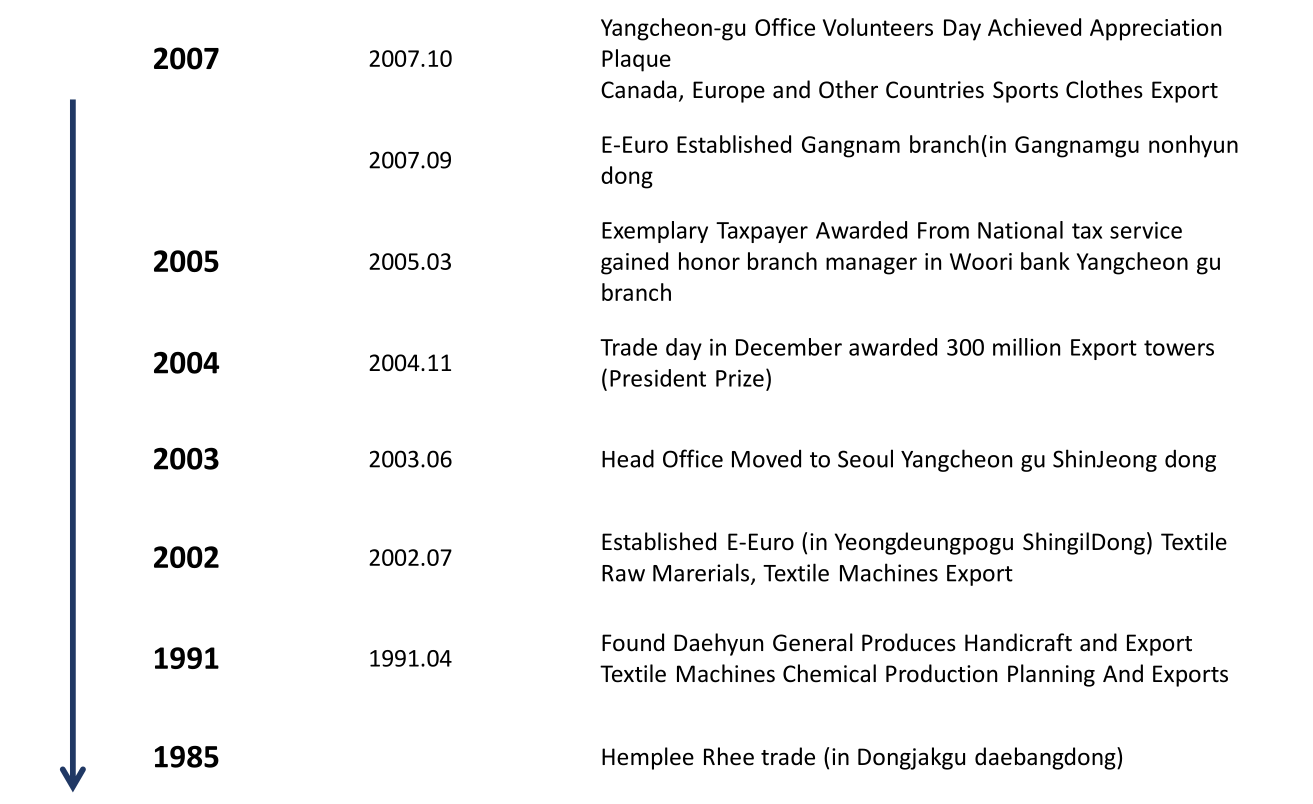 2007
2007.10
Yangcheon-gu Office Volunteers Day Achieved Appreciation
Plaque
Canada, Europe and Other Countries Sports Clothes Export
2007.09
E-Euro Established Gangnam branch(in Gangnamgu nonhyun
dong
2005
2005.03
Exemplary Taxpayer Awarded From National tax service
gained honor branch manager in Woori bank Yangcheon gu
branch
2004
2004.11
Trade day in December awarded 300 million Export towers
(President Prize)
2003
2003.06
Head Office Moved to Seoul Yangcheon gu ShinJeong dong
2002
2002.07
Established E-Euro (in Yeongdeungpogu ShingilDong) Textile
Raw Marerials, Textile Machines Export
1991
1991.04
Found Daehyun General Produces Handicraft and Export
Textile Machines Chemical Production Planning And Exports
1985
Hemplee Rhee trade (in Dongjakgu daebangdong)